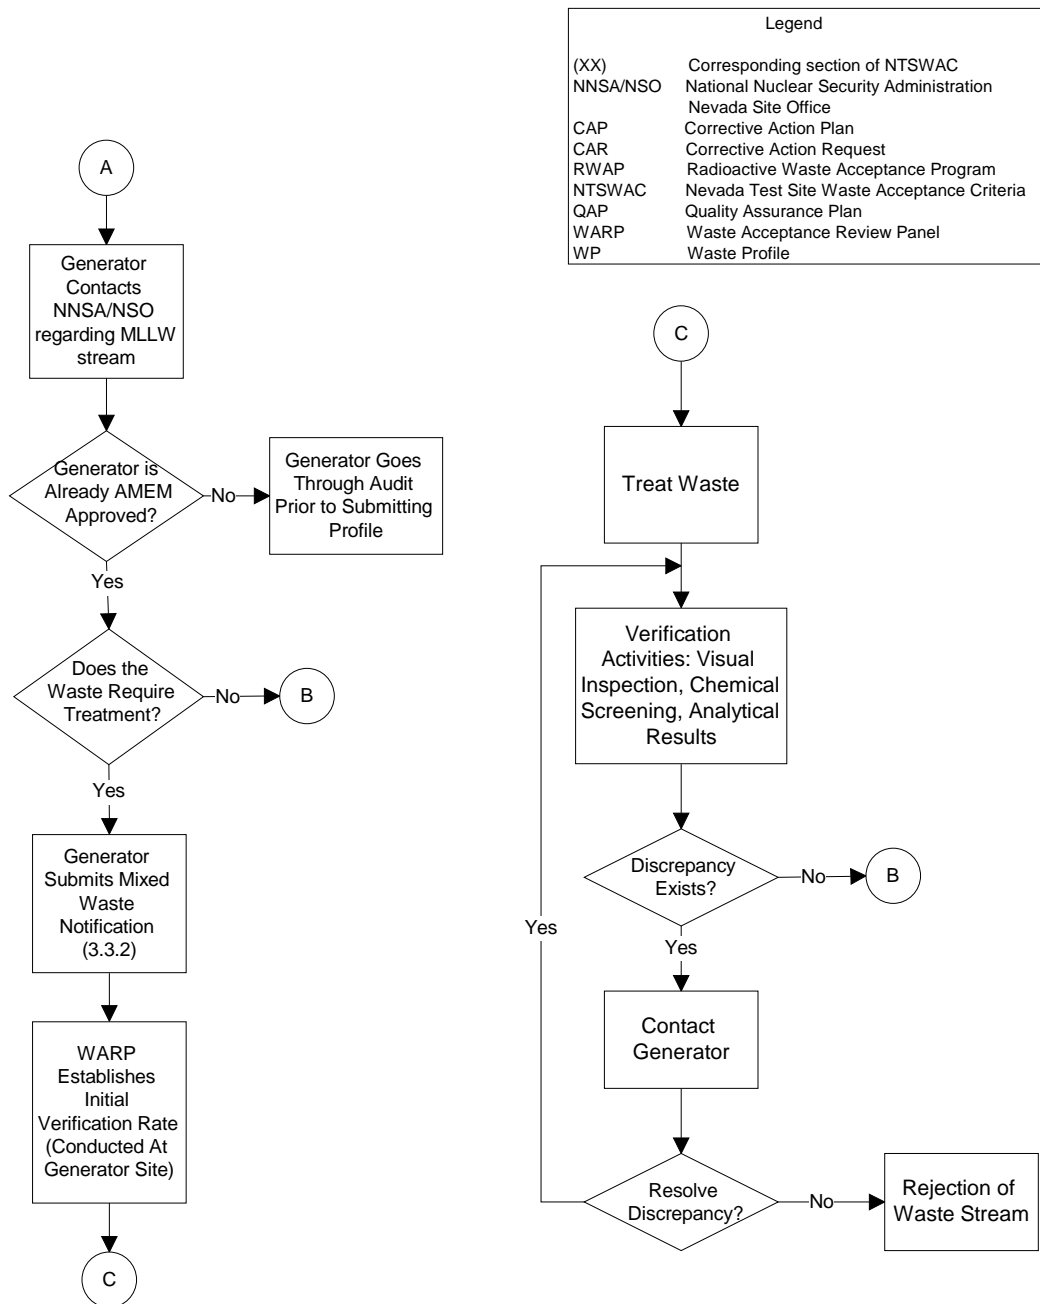 Legend
(XX) Corresponding section of NTSWAC
NNSA/NSO National Nuclear Security Administration
Nevada Site Office
CAP Corrective Action Plan
CAR Corrective Action Request
RWAP Radioactive Waste Acceptance Program
NTSWAC Nevada Test Site Waste Acceptance Criteria
QAP Quality Assurance Plan
WARP Waste Acceptance Review Panel
WP Waste Profile
A
Generator
Contacts
NNSA/NSO
regarding MLLW
stream
Generator is
Already AMEM
Approved?
No
Generator Goes
Through Audit
Prior to Submitting
Profile
Yes
Does the
Waste Require
Treatment?
No
B
Yes
Generator
Submits Mixed
Waste
Notification
(3.3.2)
WARP
Establishes
Initial
Verification Rate
(Conducted At
Generator Site)
C
C
Treat Waste
Verification
Activities: Visual
Inspection, Chemical
Screening, Analytical
Results
Discrepancy
Exists?
No
B
Yes
Yes
Contact
Generator
Resolve
Discrepancy?
No
Rejection of
Waste Stream